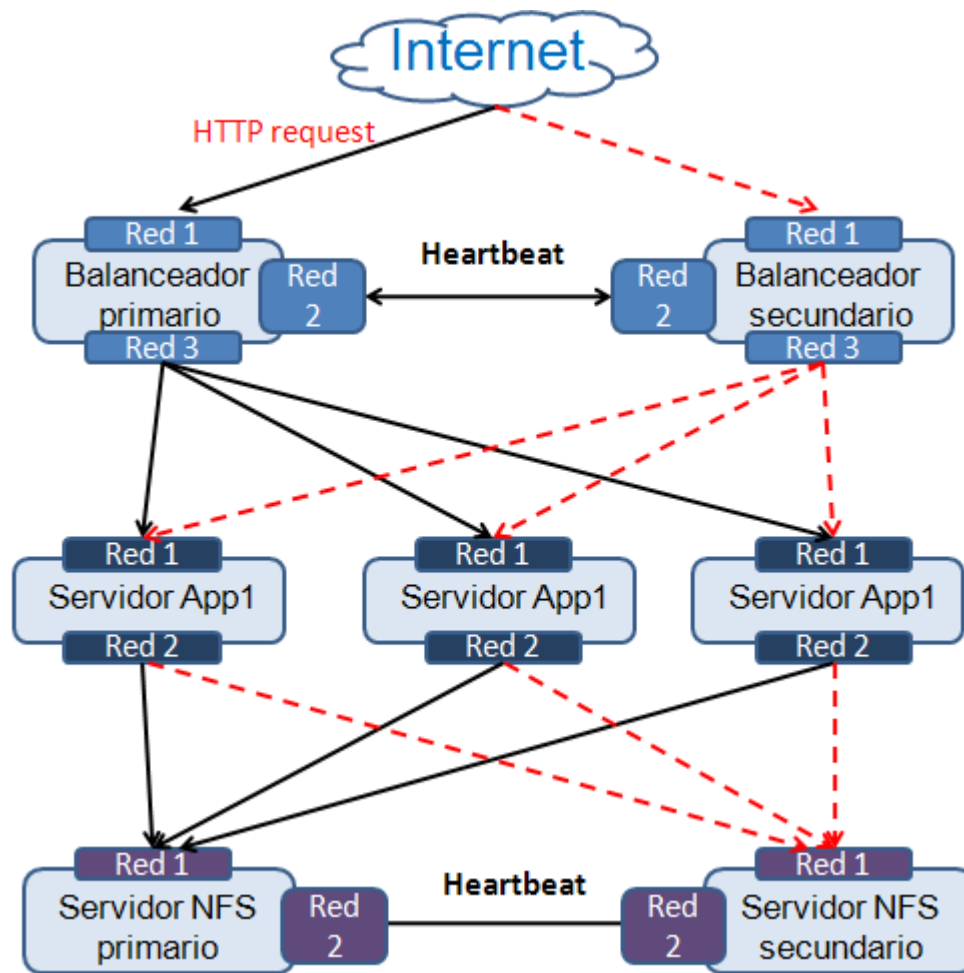 Internet
HTTP request
Red 1
Red 1
Balanceador
primario
Red
2
Heartbeat
Red
2
Balanceador
secundario
Red 3
Red 3
Red 1
Red 1
Red 1
Servidor App1
Servidor App1
Servidor App1
Red 2
Red 2
Red 2
Red 1
Red 1
Servidor NFS
primario
Red
2
Heartbeat
Red
2
Servidor NFS
secundario